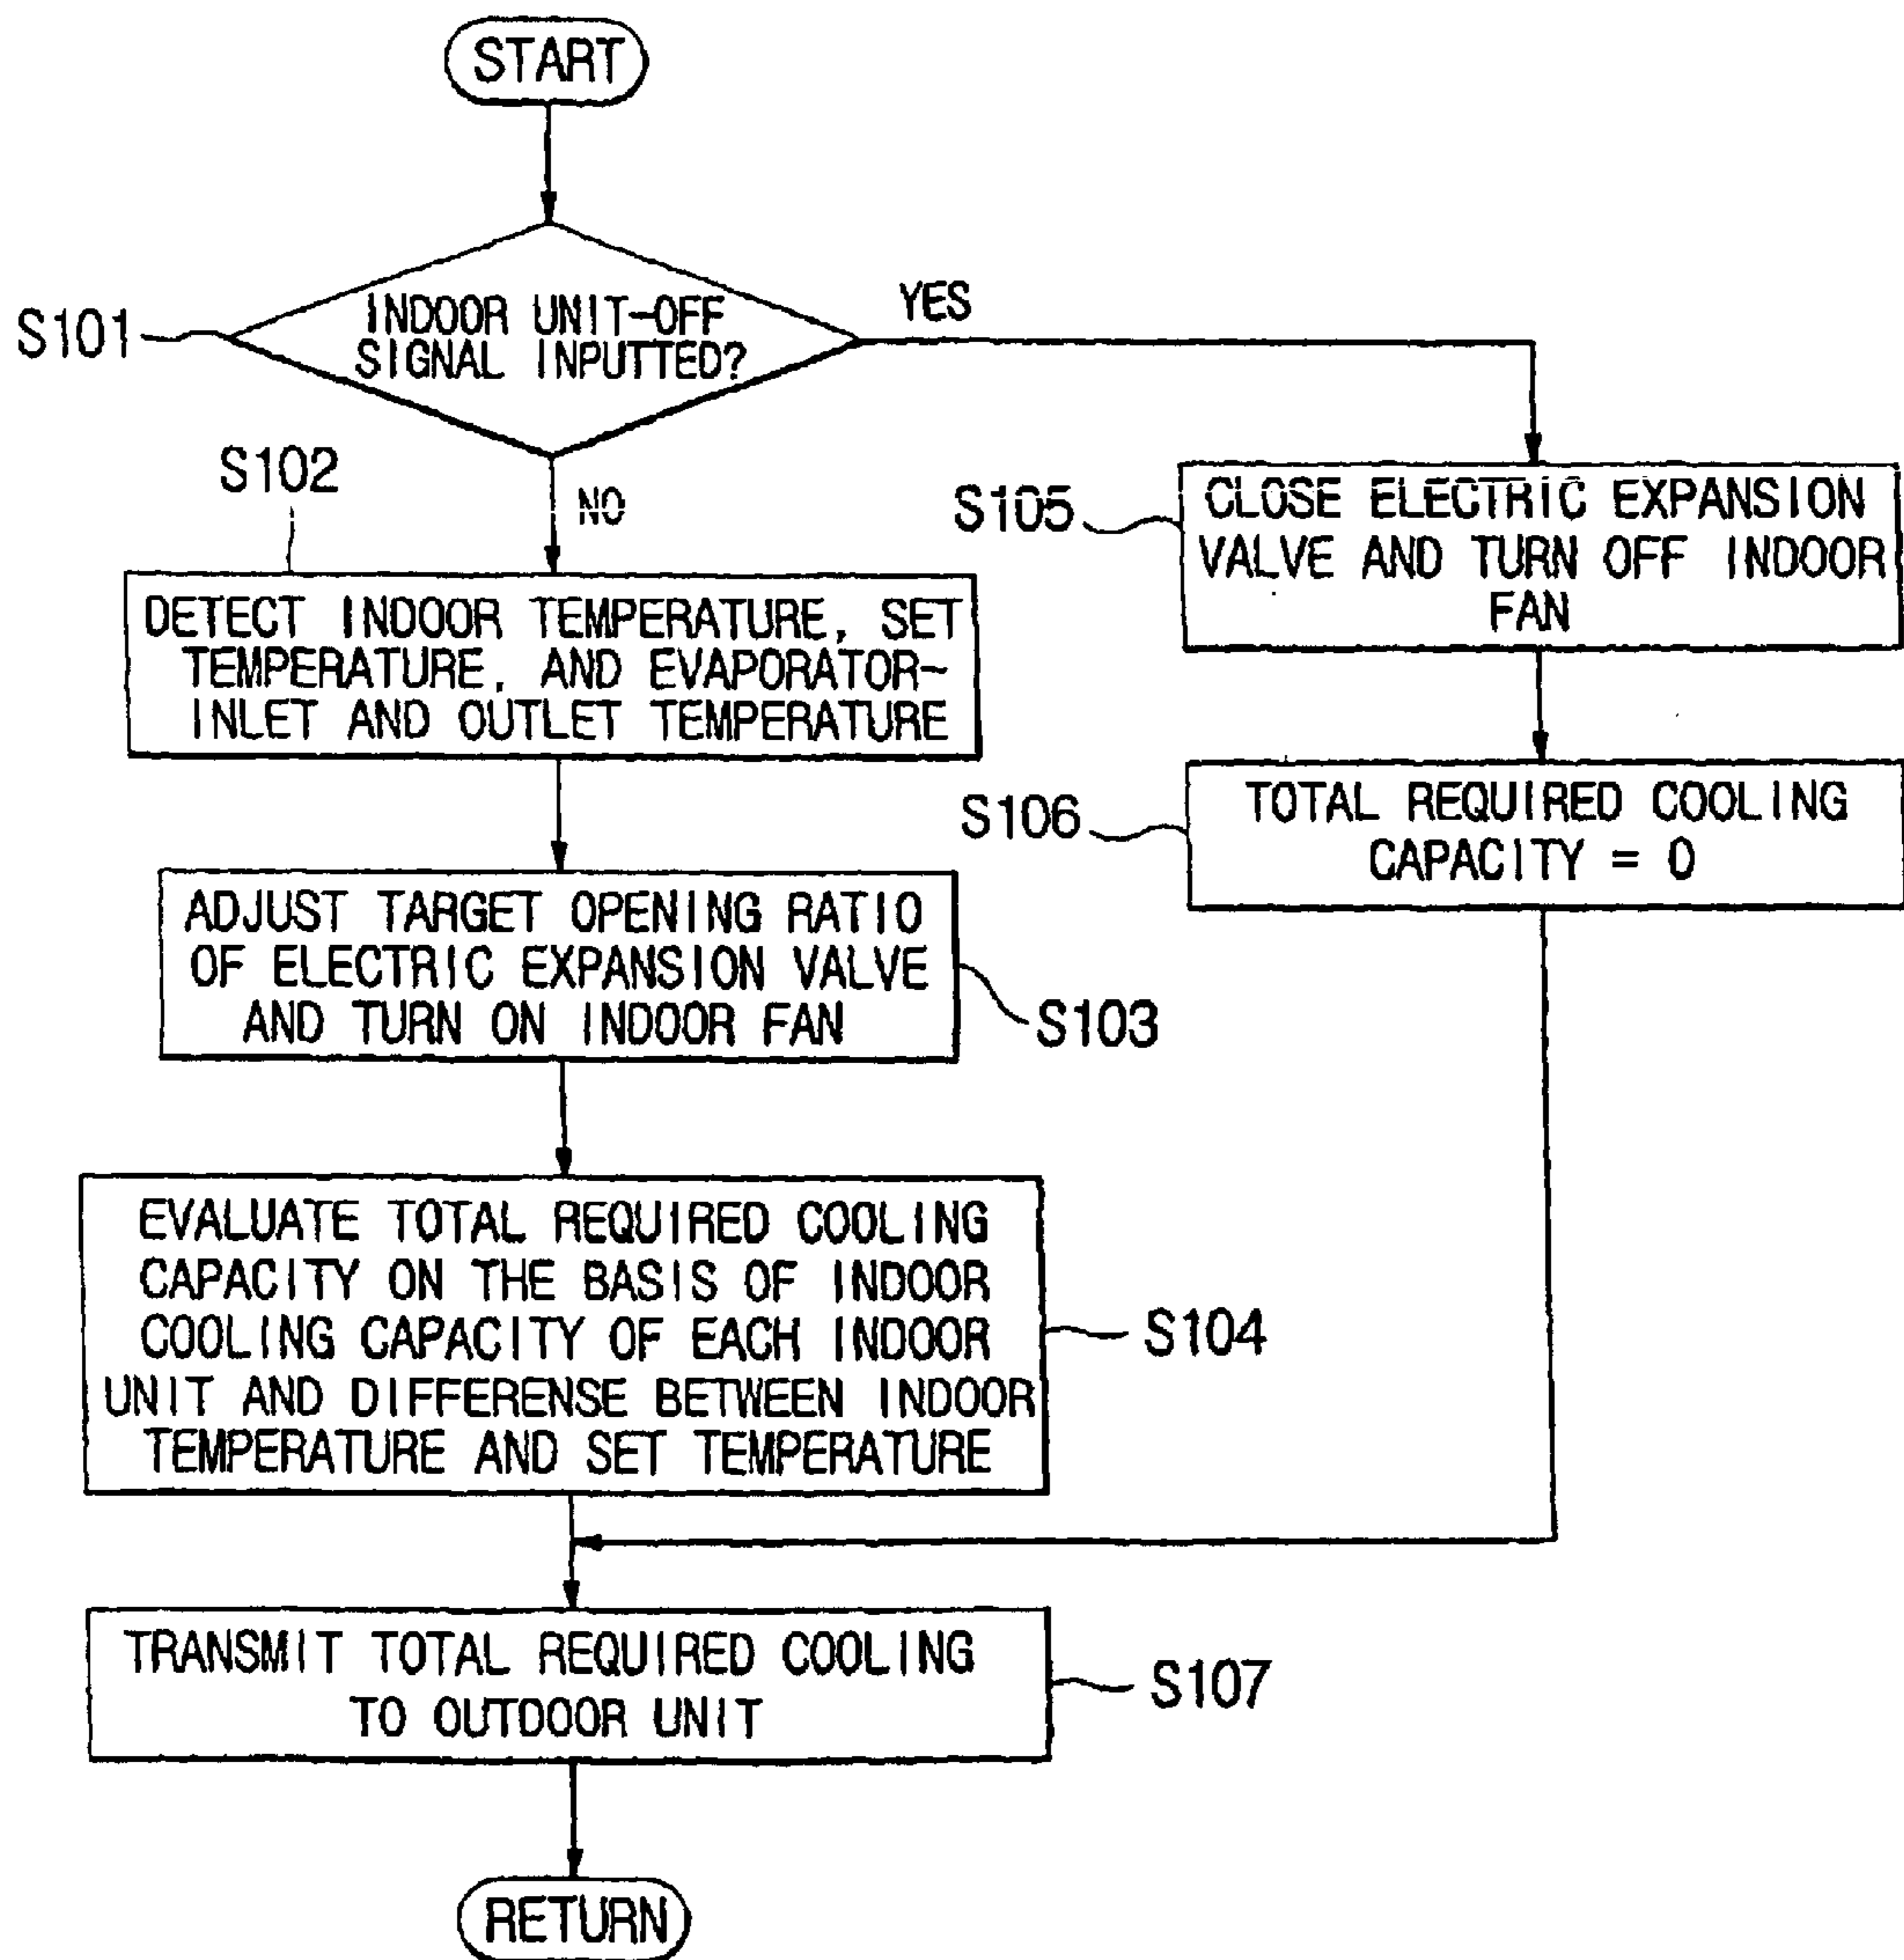 START
S101
INDOOR UNIT-OFF
SIGNAL INPUTTED?
YES
S102
NO
DETECT INDOOR TEMPERATURE, SET
TEMPERATURE, AND EVAPORATOR-
INLET AND OUTLET TEMPERATURE
S105
CLOSE ELECTRIC EXPANSION
VALVE AND TURN OFF INDOOR
FAN
S106
TOTAL REQUIRED COOLING
CAPACITY = 0
ADJUST TARGET OPENING RATIO
OF ELECTRIC EXPANSION VALVE
AND TURN ON INDOOR FAN
S103
EVALUATE TOTAL REQUIRED COOLING
CAPACITY ON THE BASIS OF INDOOR
COOLING CAPACITY OF EACH INDOOR
UNIT AND DIFFERENSE BETWEEN INDOOR
TEMPERATURE AND SET TEMPERATURE
S104
TRANSMIT TOTAL REQUIRED COOLING
TO OUTDOOR UNIT
S107
RETURN